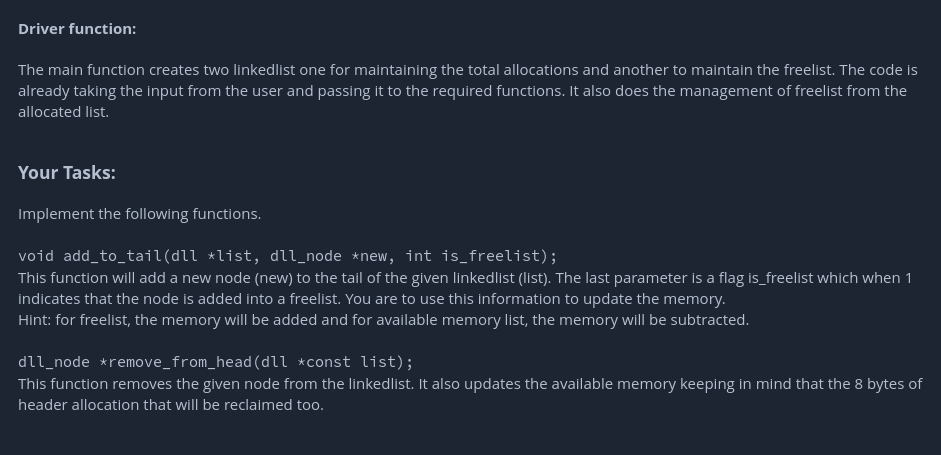 Driver function:
The main function creates two linkedlist one for maintaining the total allocations and another to maintain the freelist. The code is
already taking the input from the user and passing it to the required functions. It also does the management of freelist from the
allocated list.
Your Tasks:
Implement the following functions.
void add_to_tail(dll *list, dll_node *new, int is_freelist);
This function will add a new node (new) to the tail of the given linkedlist (list). The last parameter is a flag is_freelist which when 1
indicates that the node is added into a freelist. You are to use this information to update the memory.
Hint: for freelist, the memory will be added and for available memory list, the memory will be subtracted.
dll_node *remove_from_head(dll *const list);
This function removes the given node from the linkedlist. It also updates the available memory keeping in mind that the 8 bytes of
header allocation that will be reclaimed too.